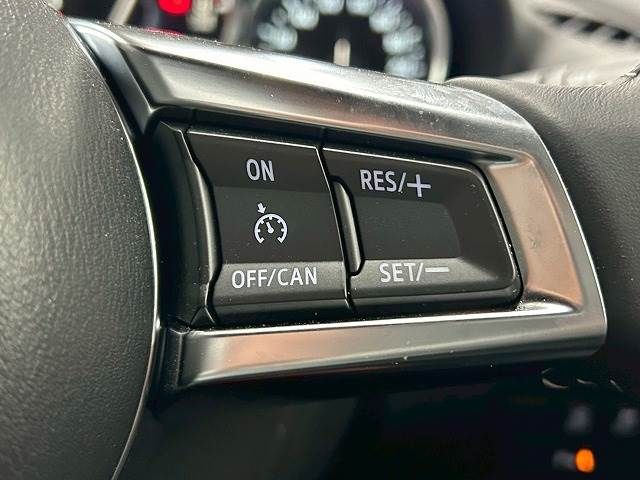 ON
OFF/CAN
RES/+
SET/−